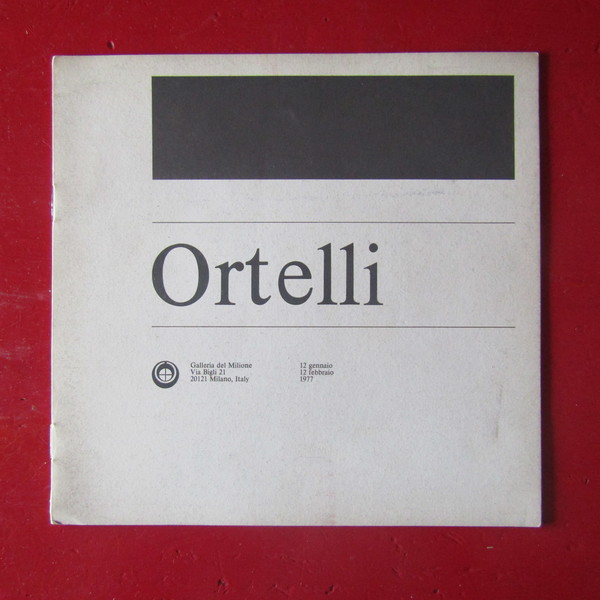 Ortelli
Galleria del Milione
Via Bigli 21
20121 Milano, Italy
12 gennaio
12 febbraio
1977